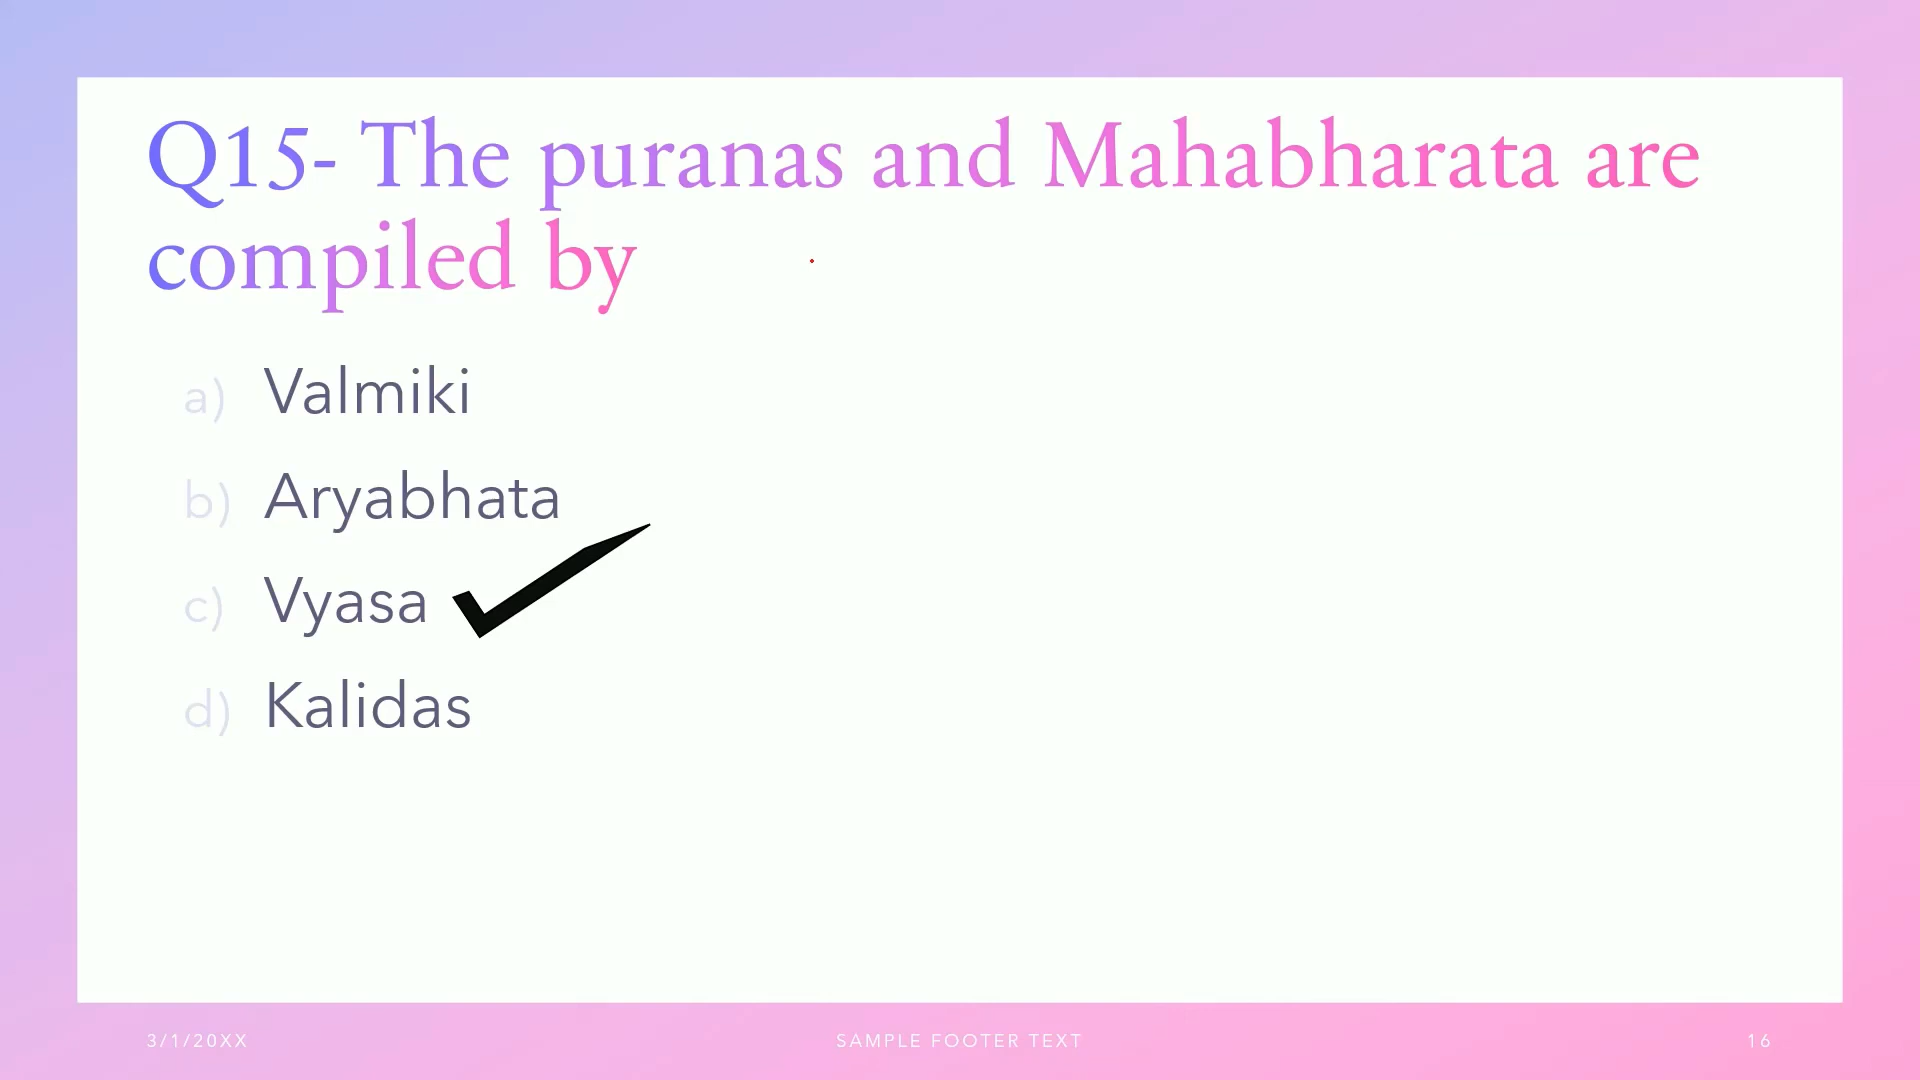 Q15- The puranas and Mahabharata are
compiled by
a) Valmiki
b) Aryabhata
c) Vyasa
d) Kalidas
3/1/20XX
SAMPLE FOOTER TEXT
16